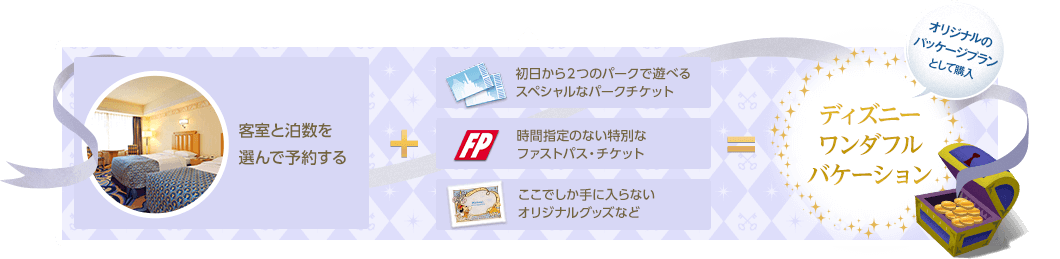 客室と泊数を
選んで予約する
+
初日から2つのパークで遊べる
スペシャルなパークチケット
FP
時間指定のない特別な
ファストパス・チケット
ここでしか手に入らない
オリジナルグッズなど
=
オリジナルの
パッケージプラン
として購入
ディズニー
ワンダフル
バケーション